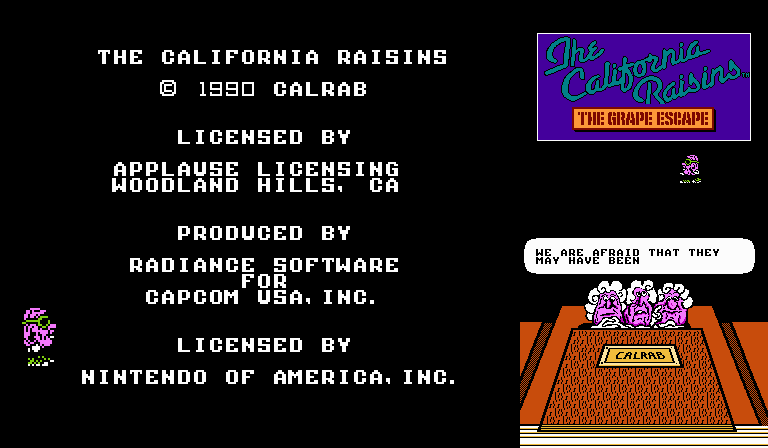 THE CALIFORNIA RAISINS
© 1990 CALRAB
LICENSED BY
APPLAUSE LICENSING
WOODLAND HILLS, CA
PRODUCED BY
RADIANCE SOFTWARE
FOR
CAPCOM USA, INC.
LICENSED BY
NINTENDO OF AMERICA, INC.
The
California
Raisins™
THE GRAPE ESCAPE
WE ARE AFRAID THAT THEY
MAY HAVE BEEN
CALRAB